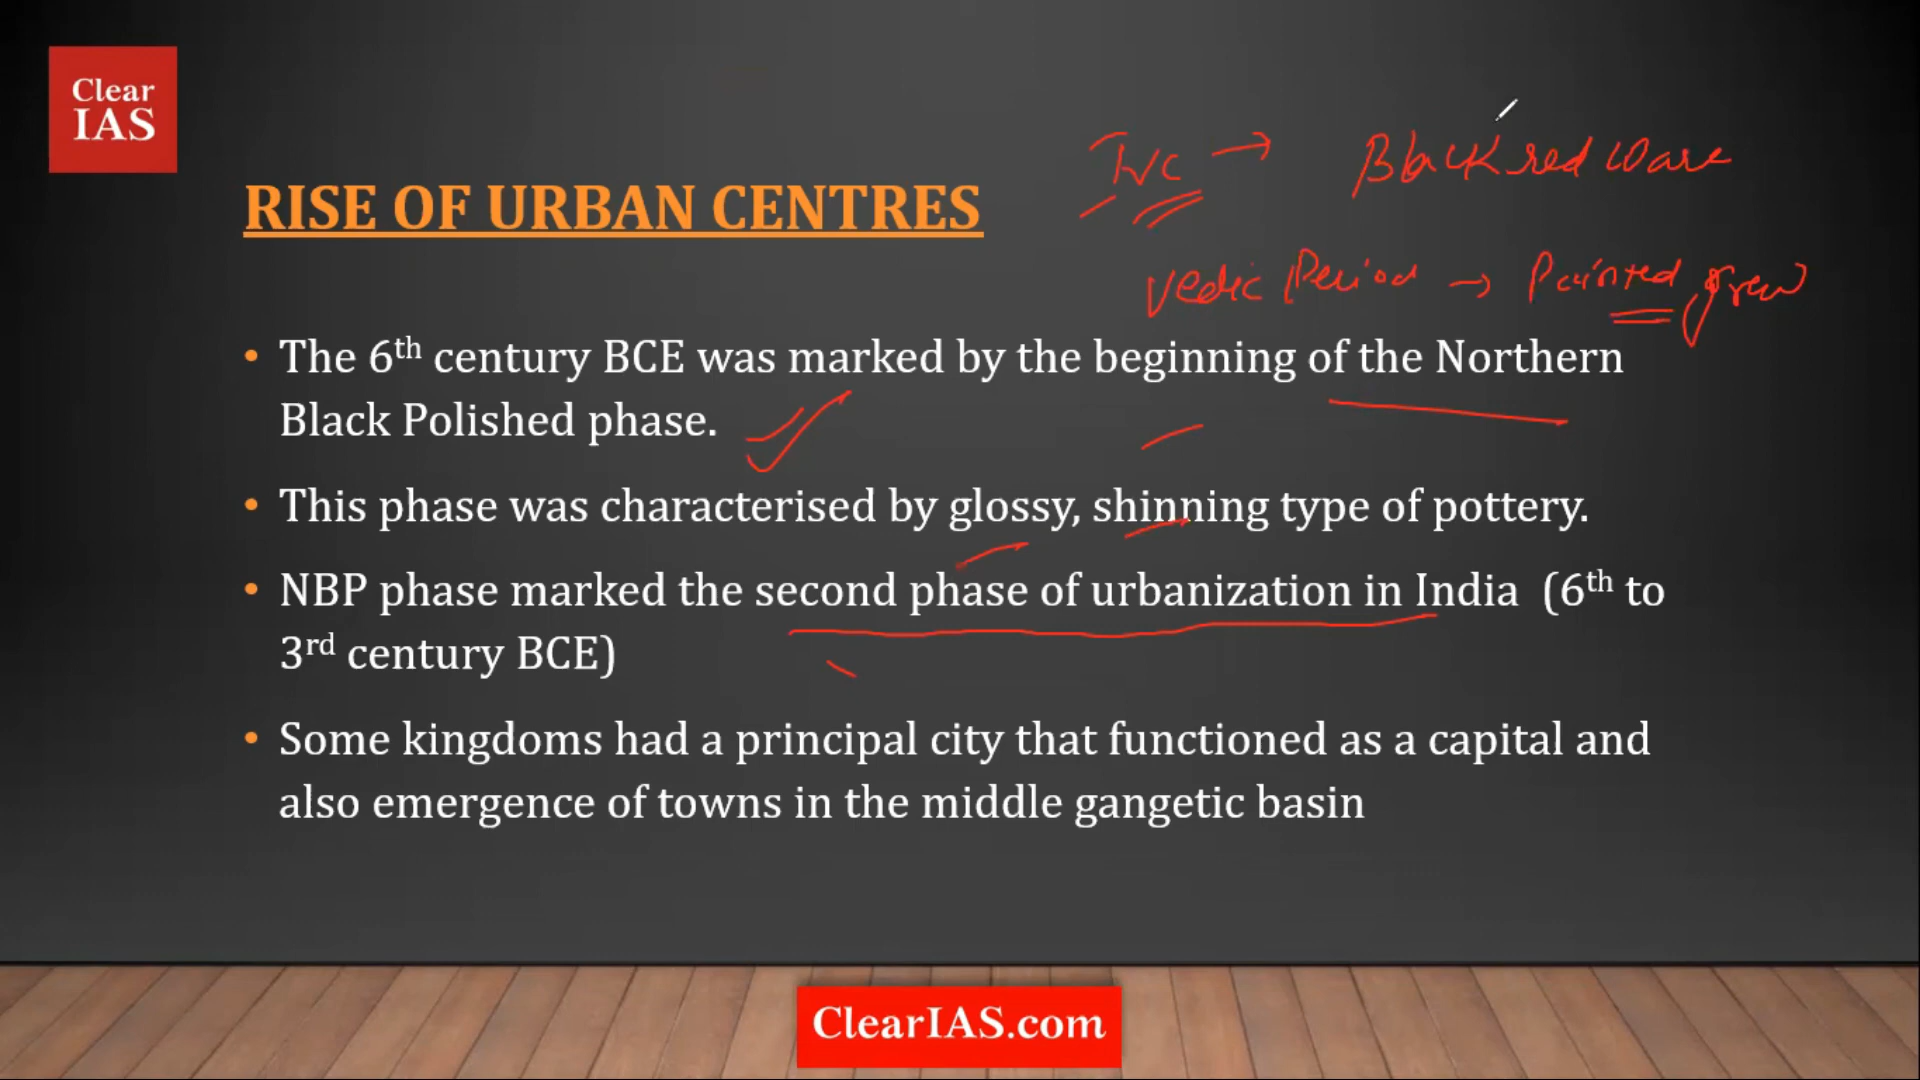 Clear
IAS
IVC → Black red ware
RISE OF URBAN CENTRES
Vedic Period → Painted grew
• The 6th century BCE was marked by the beginning of the Northern
Black Polished phase.
• This phase was characterised by glossy, shinning type of pottery.
• NBP phase marked the second phase of urbanization in India (6th to
3rd century BCE)
• Some kingdoms had a principal city that functioned as a capital and
also emergence of towns in the middle gangetic basin
ClearIAS.com